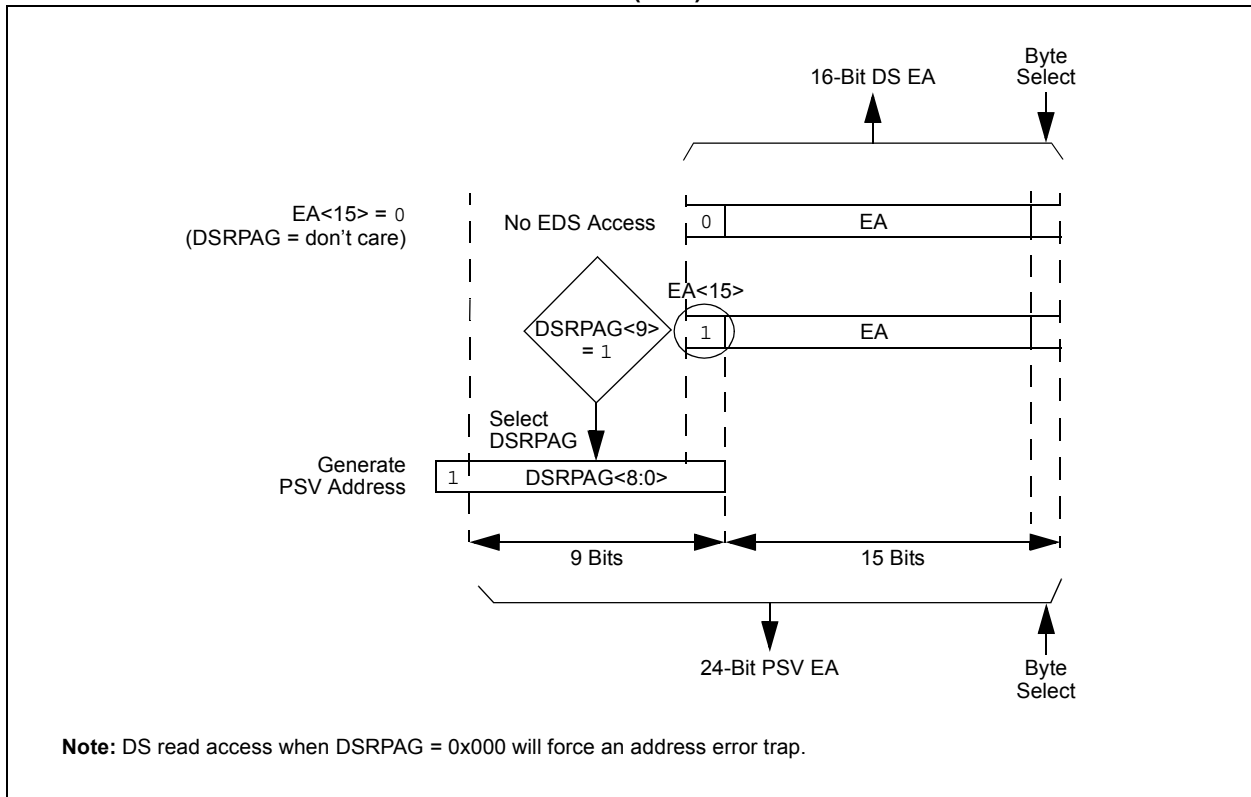 16-Bit DS EA
Byte
Select
EA<15> = 0
(DSRPAG = don't care)
No EDS Access
0
EA
EA<15>
DSRPAG<9>
= 1
1
EA
Select
DSRPAG
Generate
PSV Address
1
DSRPAG<8:0>
9 Bits
15 Bits
24-Bit PSV EA
Byte
Select
Note: DS read access when DSRPAG = 0x000 will force an address error trap.